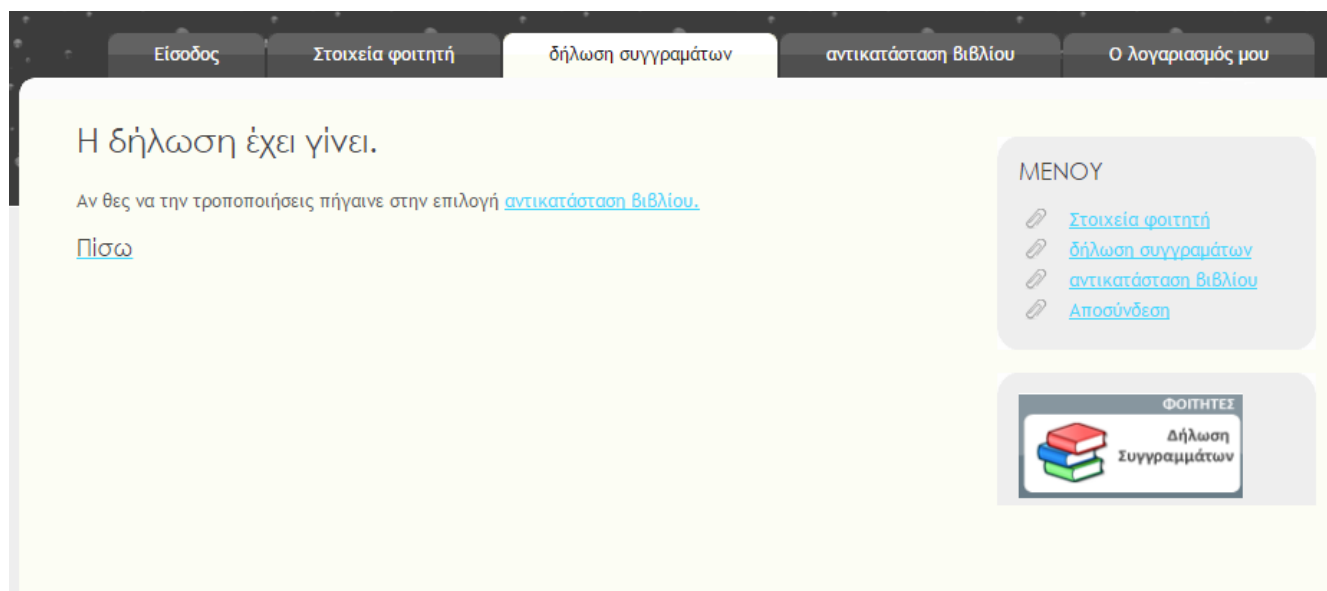 Είσοδος
Στοιχεία φοιτητή
δήλωση συγγραμάτων
αντικατάσταση βιβλίου
Ο λογαριασμός μου
Η δήλωση έχει γίνει.
Αν θες να την τροποποιήσεις πήγαινε στην επιλογή αντικατάσταση βιβλίου.
Πίσω
ΜΕΝΟΥ
Στοιχεία φοιτητή
δήλωση συγγραμάτων
αντικατάσταση βιβλίου
Αποσύνδεση
ΦΟΙΤΗΤΕΣ
Δήλωση
Συγγραμμάτων